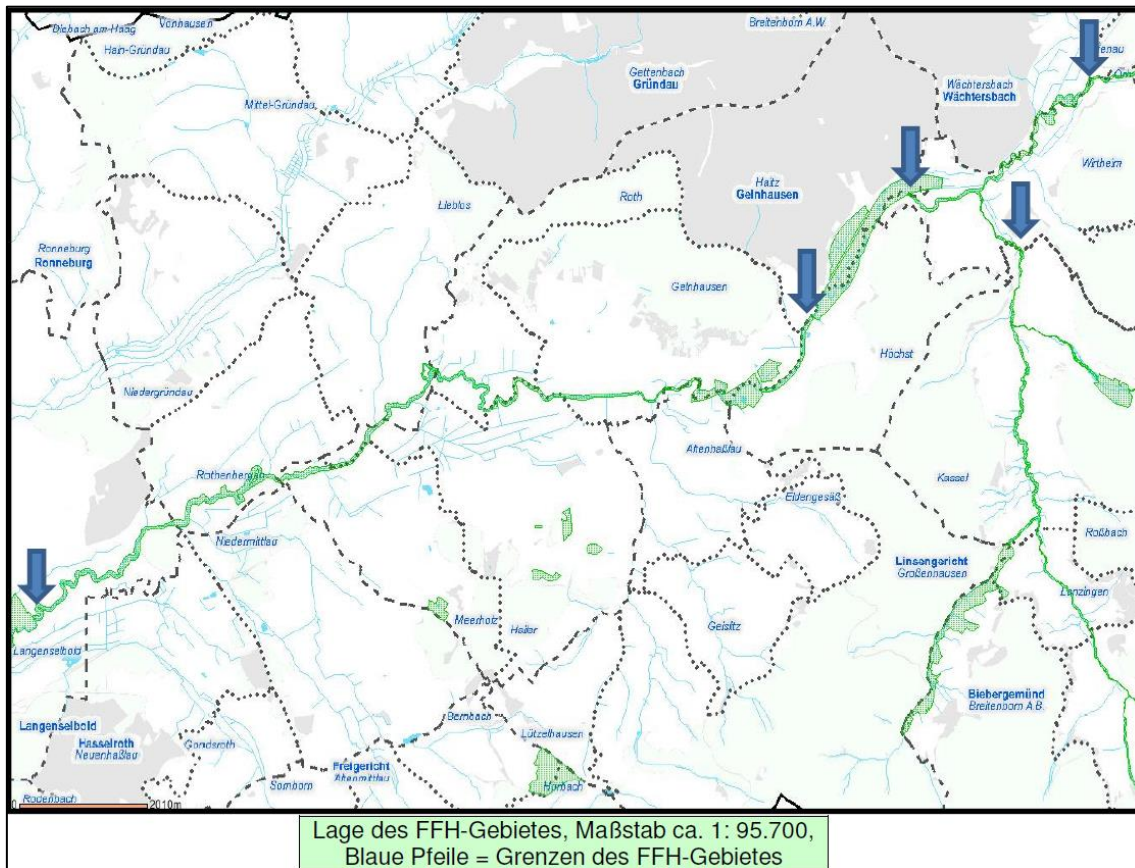 Diebach am-Haag
Vonhausen
Breitenborn A.W.
Hain-Gründau
Gettenbach
Gründau
Wächtersbach
Wächtersbach
Mittel-Gründau
Wirtheim
Haitz
Gelnhausen
Roth
Lieblos
Ronneburg
Ronneburg
Gelnhausen
Höchst
Niedergründau
Altenhaßlau
Rothenbergen
Kassel
Eidengesäß
Niedermittlau
Roßbach
Linsengericht
Großenhausen
Lanzingen
Meerholz
Hailer
Geislitz
Langenselbold
Biebergemünd
Breitenborn A.B.
Bernbach
Langenselbold
Hasselroth
Neuenhaßlau
Gondsroth
Lützelhausen
Freigericht
Altenmittlau
Somborn
Horbach
Rodenbach
0 2010m
Lage des FFH-Gebietes, Maßstab ca. 1: 95.700,
Blaue Pfeile = Grenzen des FFH-Gebietes